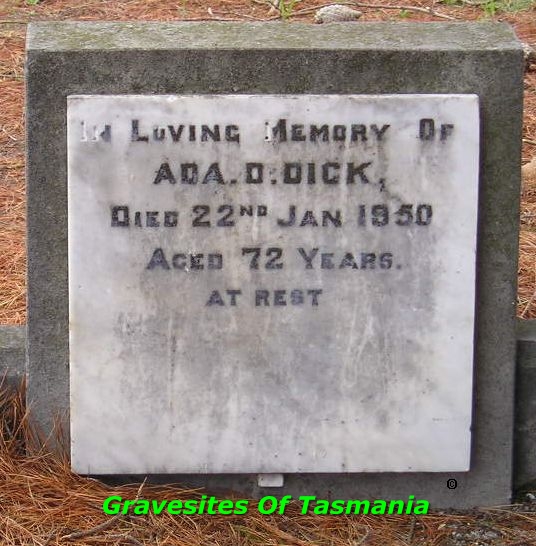 IN LOVING MEMORY OF
ADA.D.DICK,
DIED 22ND JAN 1950
AGED 72 YEARS.
AT REST
©
Gravesites Of Tasmania